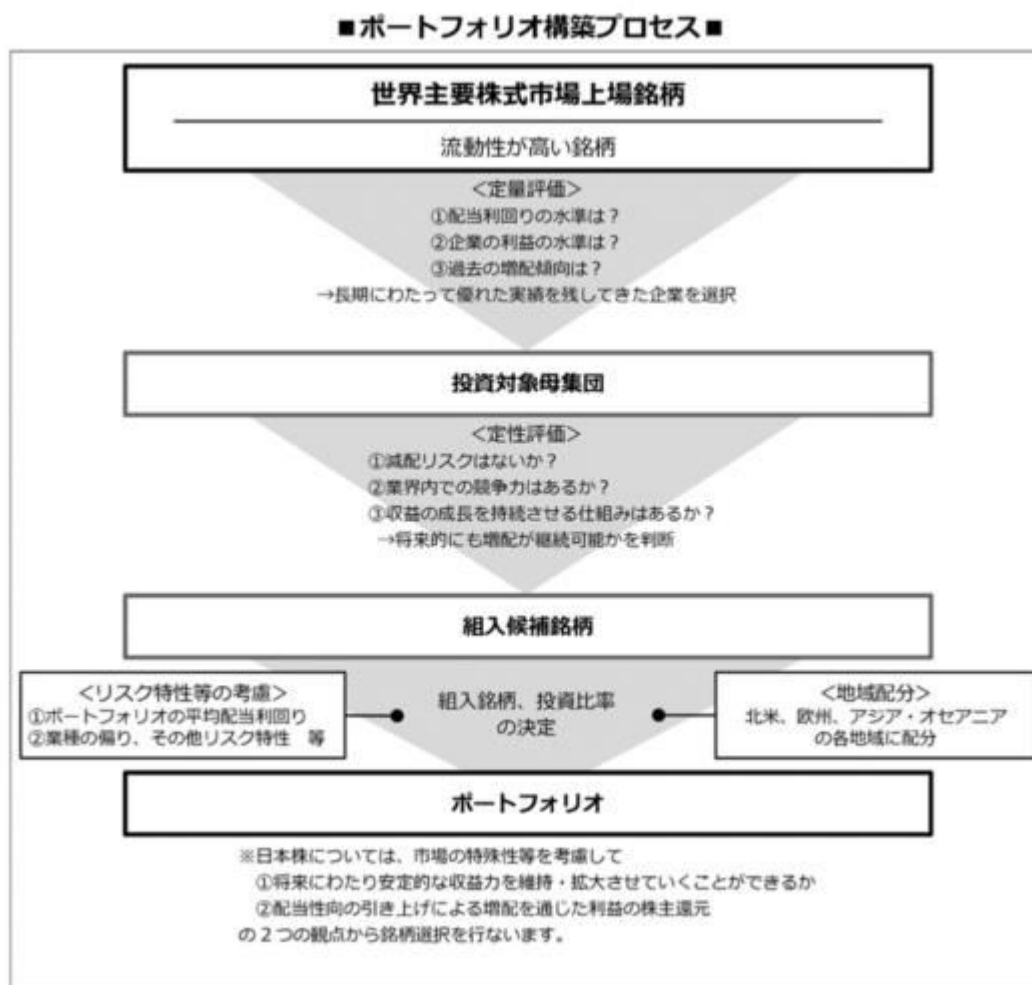 ■ポートフォリオ構築プロセス■
世界主要株式市場上場銘柄
流動性が高い銘柄
＜定量評価＞
①配当利回りの水準は？
②企業の利益の水準は？
③過去の増配傾向は？
→長期にわたって優れた実績を残してきた企業を選択
投資対象母集団
＜定性評価＞
①減配リスクはないか？
②業界内での競争力はあるか？
③収益の成長を持続させる仕組みはあるか？
→将来的にも増配が継続可能かを判断
組入候補銘柄
＜リスク特性等の考慮＞
①ポートフォリオの平均配当利回り
②業種の偏り、その他リスク特性　等
組入銘柄、投資比率
の決定
＜地域配分＞
北米、欧州、アジア・オセアニア
の各地域に配分
ポートフォリオ
※日本株については、市場の特殊性等を考慮して
①将来にわたり安定的な収益力を維持・拡大させていくことができるか
②配当性向の引き上げによる増配を通じた利益の株主還元
の２つの観点から銘柄選択を行ないます。